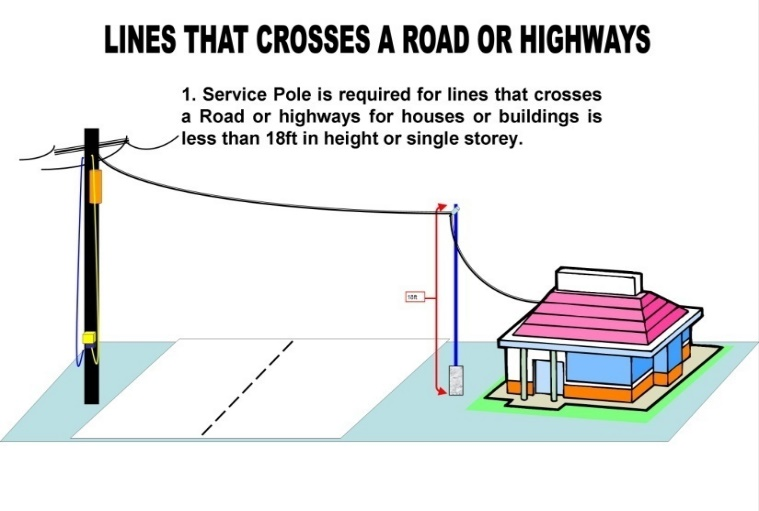 LINES THAT CROSSES A ROAD OR HIGHWAYS
1. Service Pole is required for lines that crosses
a Road or highways for houses or buildings is
less than 18ft in height or single storey.
18ft